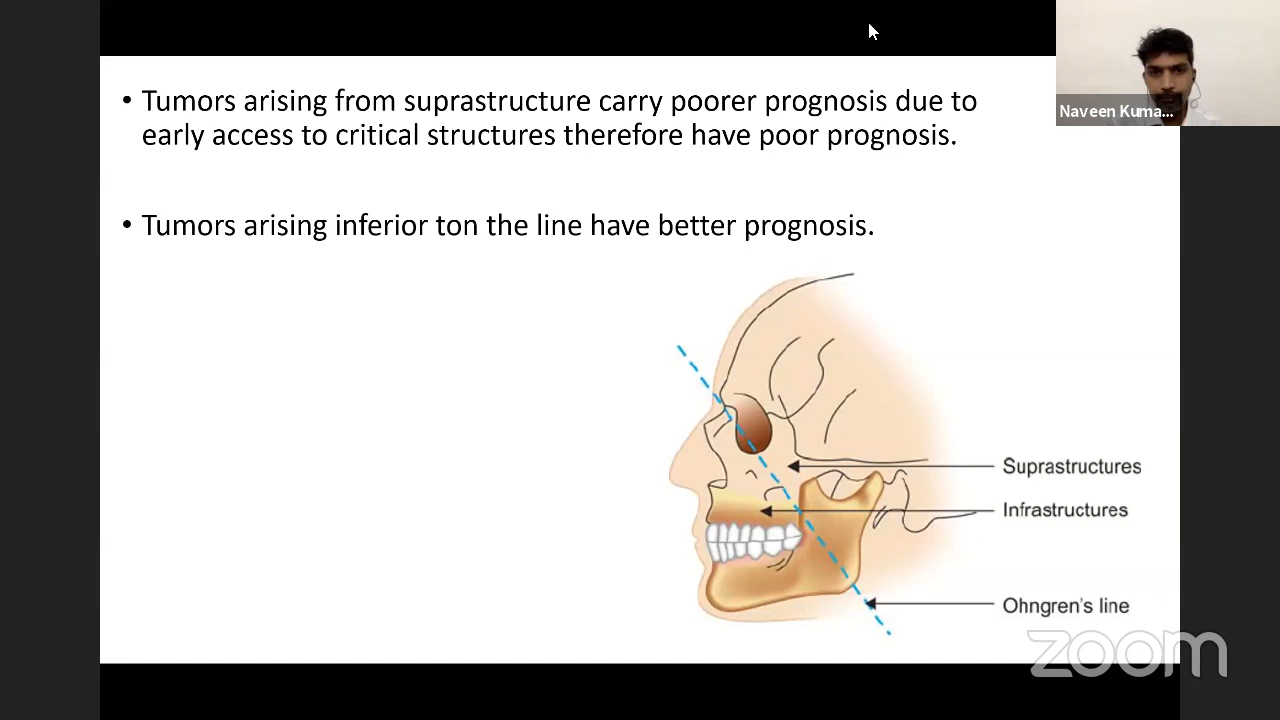 • Tumors arising from suprastructure carry poorer prognosis due to
early access to critical structures therefore have poor prognosis.
• Tumors arising inferior ton the line have better prognosis.
Naveen Kuma...
Suprastructures
Infrastructures
Ohngren's line
zoom